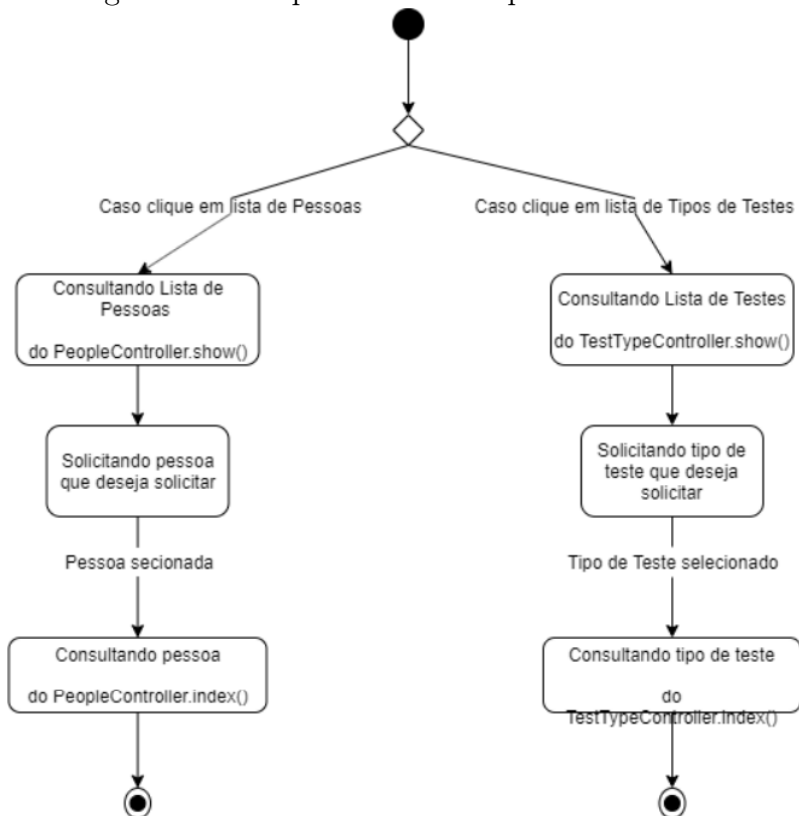 Caso clique em lista de Pessoas
Caso clique em lista de Tipos de Testes
Consultando Lista de
Pessoas
do PeopleController.show()
Consultando Lista de Testes
do TestTypeController.show()
Solicitando pessoa
que deseja solicitar
Solicitando tipo de
teste que deseja
solicitar
Pessoa secionada
Tipo de Teste selecionado
Consultando pessoa
do PeopleController.index()
Consultando tipo de teste
do
TestTypeController.index()